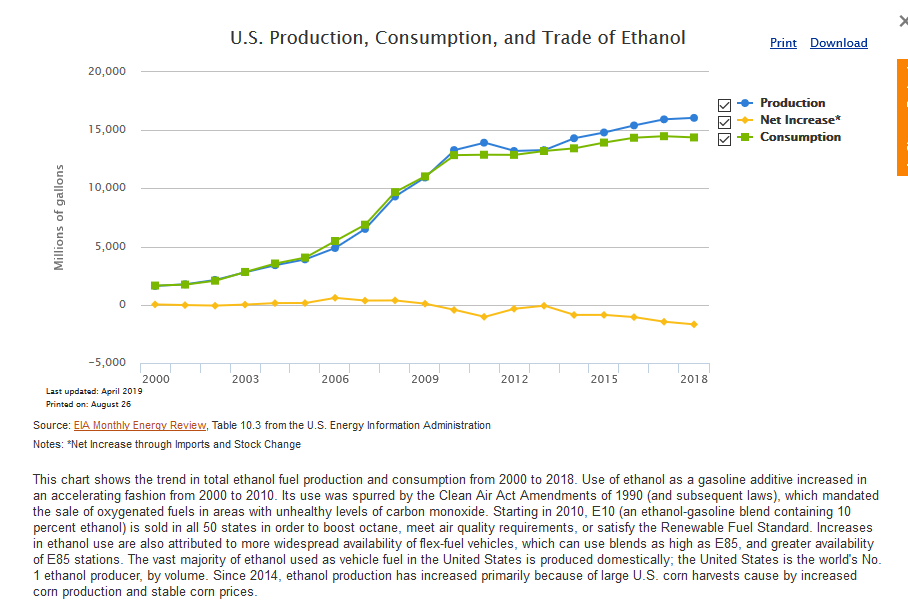 U.S. Production, Consumption, and Trade of Ethanol
Print Download
20,000
15,000
10,000
5,000
0
−5,000
Millions of gallons
Production
Net Increase*
Consumption
2000 2003 2006 2009 2012 2015 2018
Last updated: April 2019
Printed on: August 26
Source: EIA Monthly Energy Review, Table 10.3 from the U.S. Energy Information Administration
Notes: *Net Increase through Imports and Stock Change
This chart shows the trend in total ethanol fuel production and consumption from 2000 to 2018. Use of ethanol as a gasoline additive increased in
an accelerating fashion from 2000 to 2010. Its use was spurred by the Clean Air Act Amendments of 1990 (and subsequent laws), which mandated
the sale of oxygenated fuels in areas with unhealthy levels of carbon monoxide. Starting in 2010, E10 (an ethanol-gasoline blend containing 10
percent ethanol) is sold in all 50 states in order to boost octane, meet air quality requirements, or satisfy the Renewable Fuel Standard. Increases
in ethanol use are also attributed to more widespread availability of flex-fuel vehicles, which can use blends as high as E85, and greater availability
of E85 stations. The vast majority of ethanol used as vehicle fuel in the United States is produced domestically; the United States is the world's No.
1 ethanol producer, by volume. Since 2014, ethanol production has increased primarily because of large U.S. corn harvests cause by increased
corn production and stable corn prices.